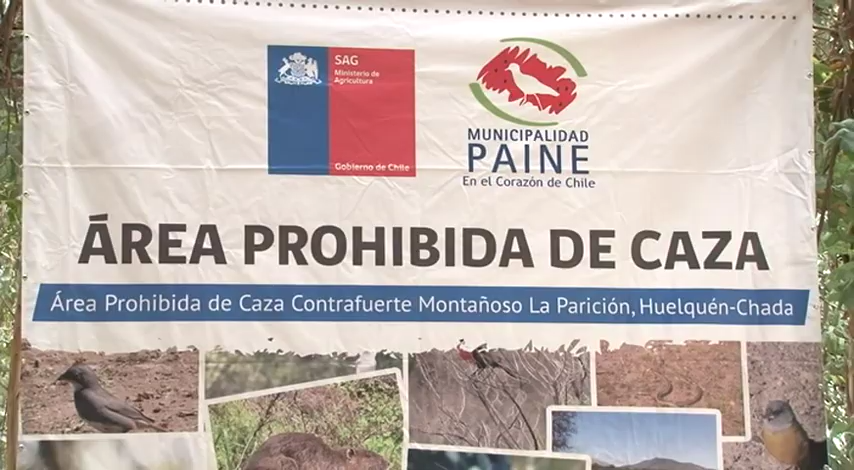 SAG
Ministerio de
Agricultura
Gobierno de Chile
MUNICIPALIDAD
PAINE
En el Corazón de Chile
ÁREA PROHIBIDA DE CAZA
Área Prohibida de Caza Contrafuerte Montañoso La Parición, Huelquén-Chada